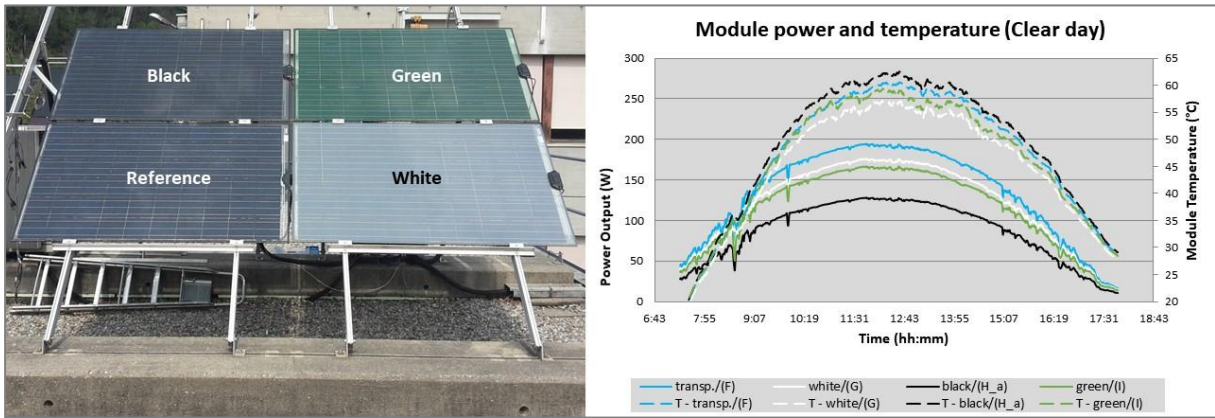 Black
Green
Reference
White
Module power and temperature (Clear day)
300
250
200
150
100
50
0
Power Output (W)
65
60
55
50
45
40
35
30
25
20
Module Temperature (°C)
6:43 7:55 9:07 10:19 11:31 12:43 13:55 15:07 16:19 17:31 18:43
Time (hh:mm)
transp./(F) white/(G) black/(H_a) green/(I)
T - transp./(F) T - white/(G) T - black/(H_a) T - green/(I)